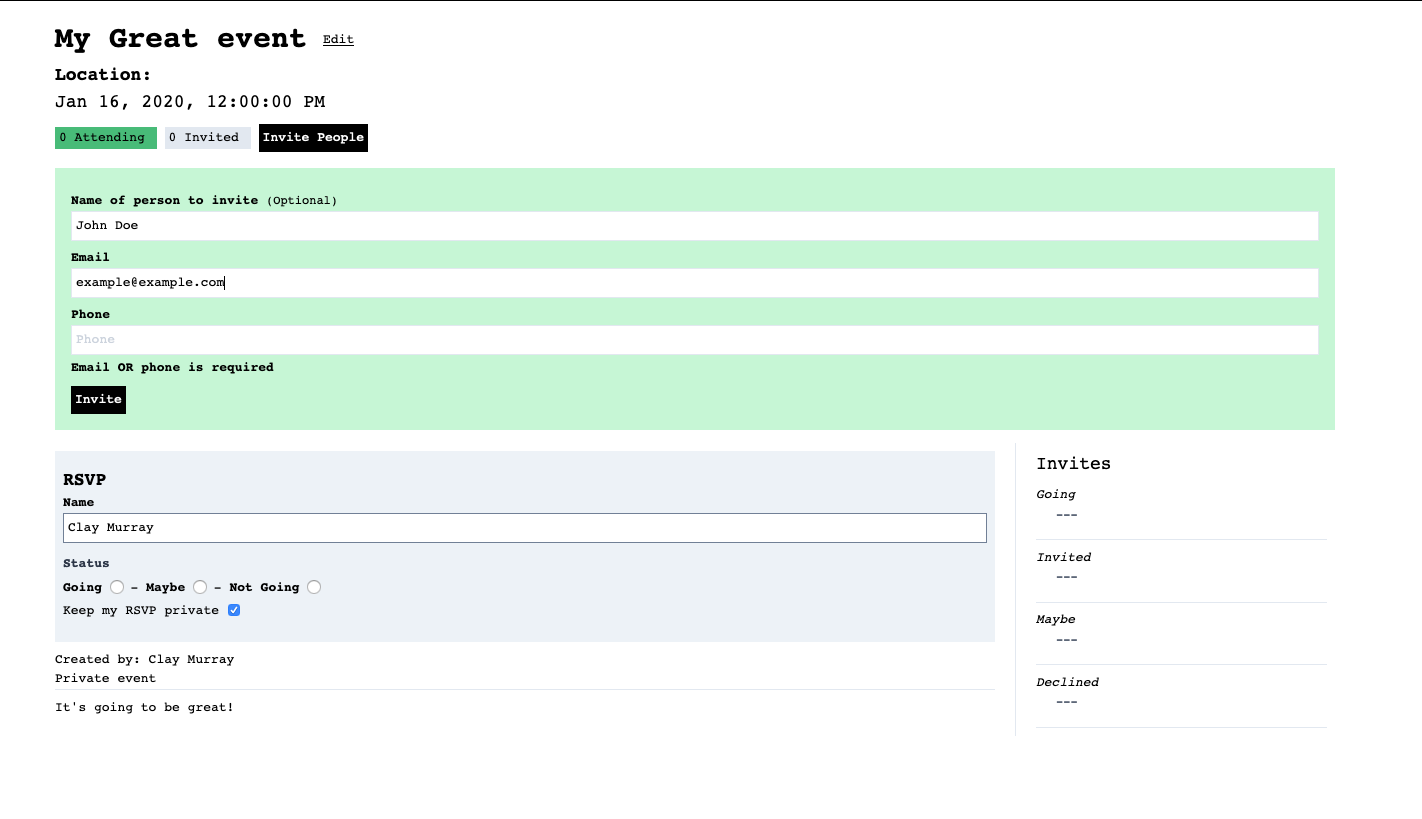 My Great event Edit
Location:
Jan 16, 2020, 12:00:00 PM
0 Attending 0 Invited Invite People
Name of person to invite (Optional)
John Doe
Email
example@example.com
Phone
Phone
Email OR phone is required
Invite
RSVP
Name
Clay Murray
Status
Going - Maybe - Not Going
Keep my RSVP private
Created by: Clay Murray
Private event
It's going to be great!
Invites
Going
---
Invited
---
Maybe
---
Declined
---